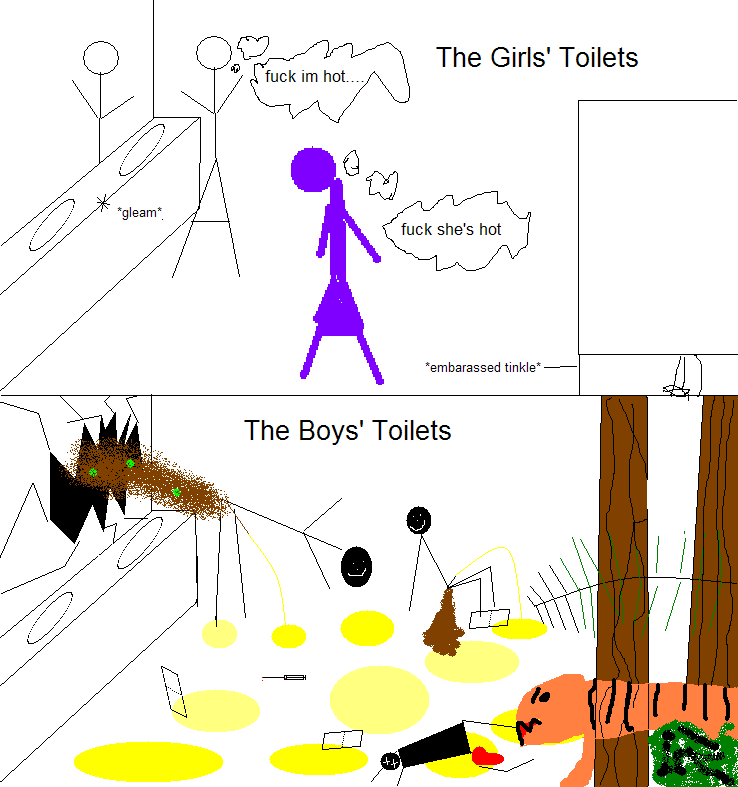 The Girls' Toilets
fuck im hot....
*gleam*
fuck she's hot
*embarassed tinkle*
The Boys' Toilets